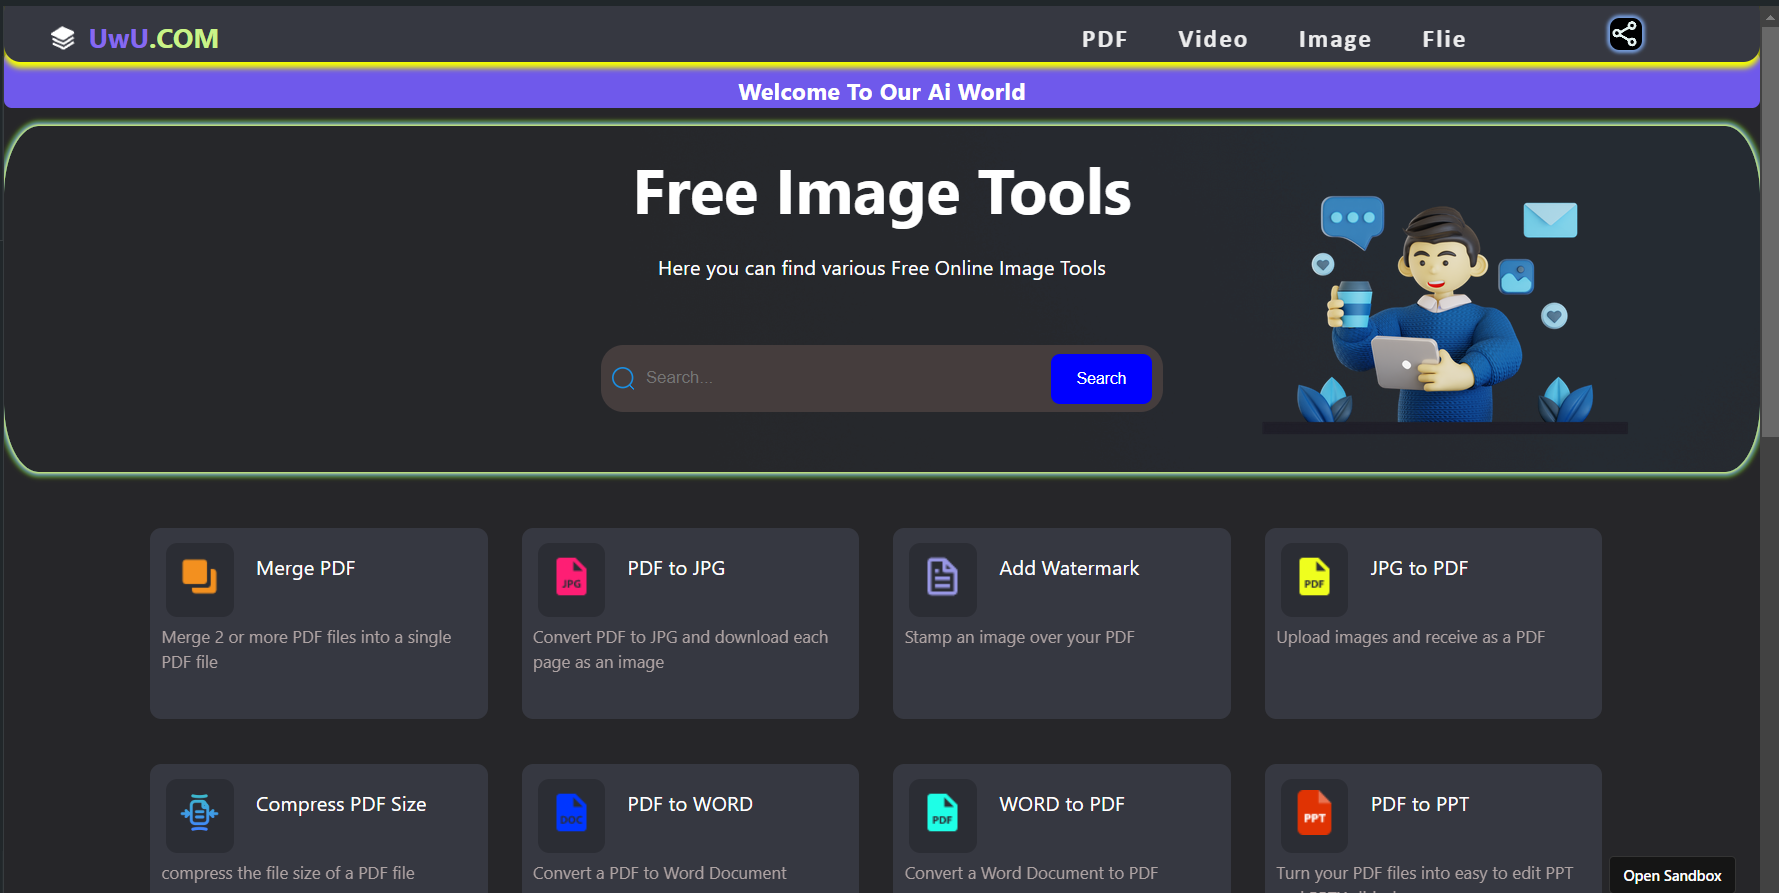 UwU.COM
PDF Video Image Flie
Welcome To Our Ai World
Free Image Tools
Here you can find various Free Online Image Tools
Search... Search
Merge PDF
Merge 2 or more PDF files into a single
PDF file
JPG
PDF to JPG
Convert PDF to JPG and download each
page as an image
Add Watermark
Stamp an image over your PDF
PDF
JPG to PDF
Upload images and receive as a PDF
Compress PDF Size
compress the file size of a PDF file
DOC
PDF to WORD
Convert a PDF to Word Document
PDF
WORD to PDF
Convert a Word Document to PDF
PPT
PDF to PPT
Turn your PDF files into easy to edit PPT
Open Sandbox